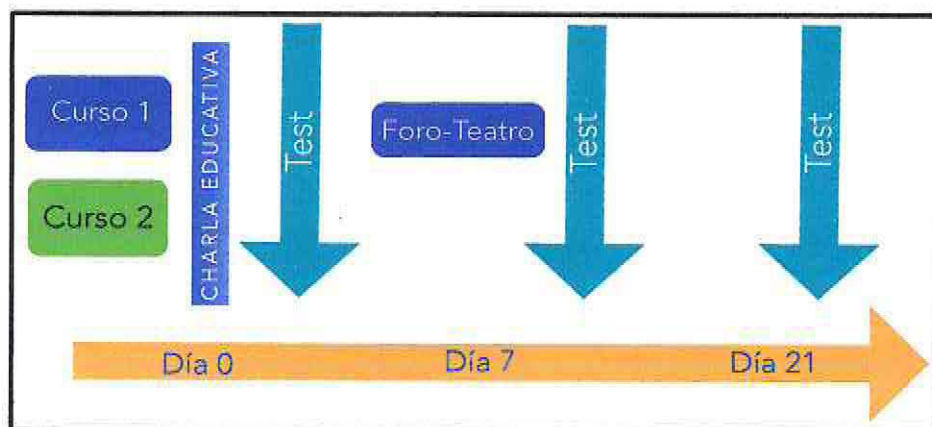 Curso 1
Curso 2
CHARLA EDUCATIVA
Test
Foro-Teatro
Test
Test
Día 0
Día 7
Día 21